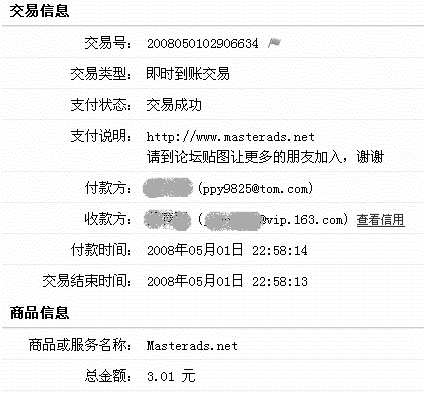 交易信息
交易号： 2008050102906634
交易类型： 即时到账交易
支付状态： 交易成功
支付说明： http://www.masterads.net
请到论坛贴图让更多的朋友加入，谢谢
付款方： (ppy9825@tom.com)
收款方： ( @vip.163.com) 查看信用
付款时间： 2008年05月01日 22:58:14
交易结束时间： 2008年05月01日 22:58:13
商品信息
商品或服务名称： Masterads.net
总金额： 3.01 元